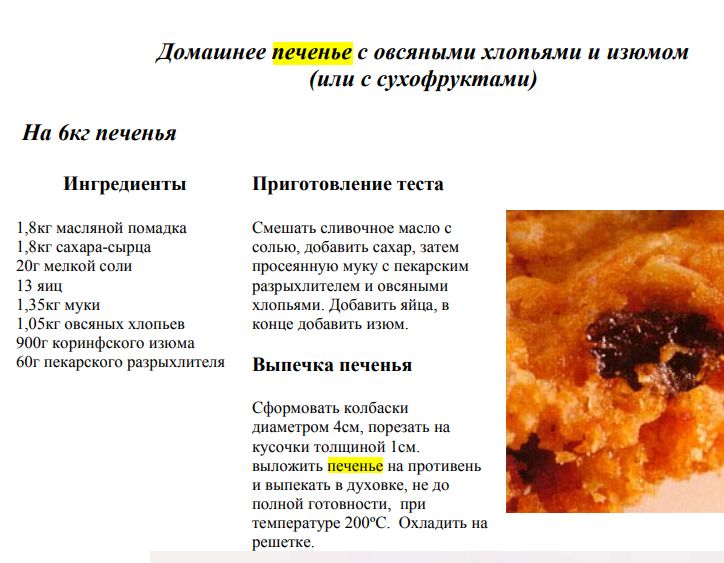 Домашнее печенье с овсяными хлопьями и изюмом
(или с сухофруктами)
На 6кг печенья
Ингредиенты
1,8кг масляной помадка
1,8кг сахара-сырца
20г мелкой соли
13 яиц
1,35кг муки
1,05кг овсяных хлопьев
900г коринфского изюма
60г пекарского разрыхлителя
Приготовление теста
Смешать сливочное масло с
солью, добавить сахар, затем
просеянную муку с пекарским
разрыхлителем и овсяными
хлопьями. Добавить яйца, в
конце добавить изюм.
Выпечка печенья
Сформовать колбаски
диаметром 4см, порезать на
кусочки толщиной 1см.
выложить печенье на противень
и выпекать в духовке, не до
полной готовности, при
температуре 200ºС. Охладить на
решетке.